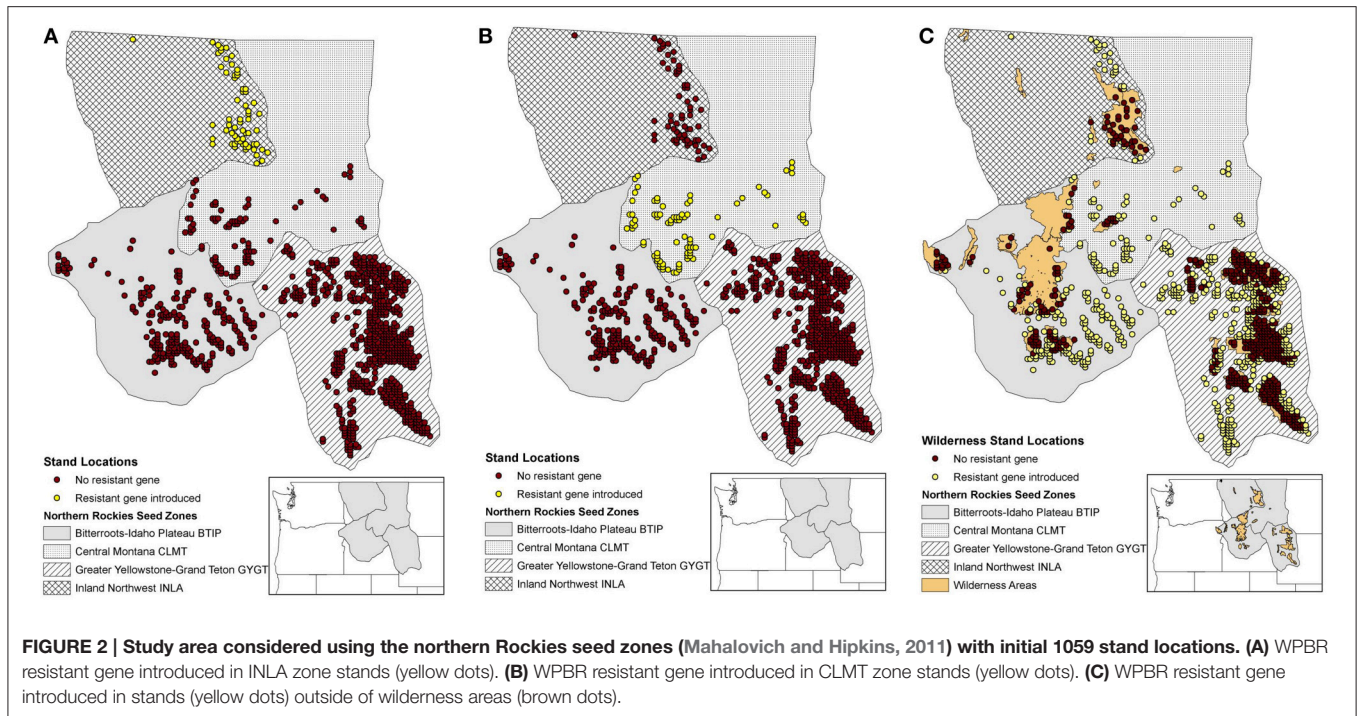 A
Stand Locations
No resistant gene
Resistant gene introduced
Northern Rockies Seed Zones
Bitterroots-Idaho Plateau BTIP
Central Montana CLMT
Greater Yellowstone-Grand Teton GYGT
Inland Northwest INLA
B
Stand Locations
No resistant gene
Resistant gene introduced
Northern Rockies Seed Zones
Bitterroots-Idaho Plateau BTIP
Central Montana CLMT
Greater Yellowstone-Grand Teton GYGT
Inland Northwest INLA
C
Wilderness Stand Locations
No resistant gene
Resistant gene introduced
Northern Rockies Seed Zones
Bitterroots-Idaho Plateau BTIP
Central Montana CLMT
Greater Yellowstone-Grand Teton GYGT
Inland Northwest INLA
Wilderness Areas
FIGURE 2 | Study area considered using the northern Rockies seed zones (Mahalovich and Hipkins, 2011) with initial 1059 stand locations. (A) WPBR
resistant gene introduced in INLA zone stands (yellow dots). (B) WPBR resistant gene introduced in CLMT zone stands (yellow dots). (C) WPBR resistant gene
introduced in stands (yellow dots) outside of wilderness areas (brown dots).